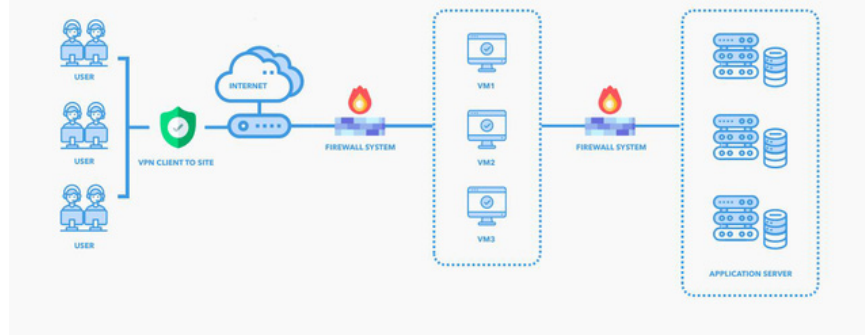 USER
USER
USER
VPN CLIENT TO SITE
INTERNET
FIREWALL SYSTEM
VM1
VM2
VM3
FIREWALL SYSTEM
APPLICATION SERVER